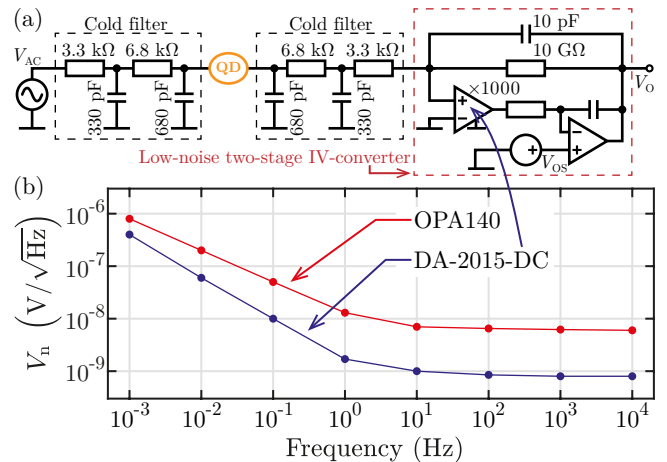 (a)
Cold filter
Cold filter
10 pF
V_AC
3.3 kΩ 6.8 kΩ
6.8 kΩ 3.3 kΩ
10 GΩ
QD
×1000
V_O
330 pF
680 pF
680 pF
330 pF
V_OS
Low-noise two-stage IV-converter
(b)
OPA140
DA-2015-DC
V_n (V/√Hz)
10^-6
10^-7
10^-8
10^-9
10^-3 10^-2 10^-1 10^0 10^1 10^2 10^3 10^4
Frequency (Hz)